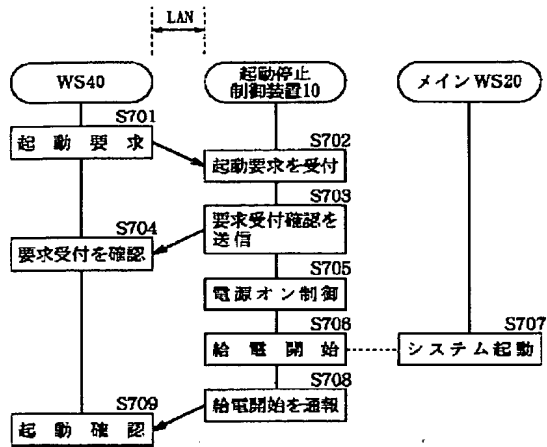 LAN
WS40
起動停止
制御装置10
メインWS20
S701
起動要求
S702
起動要求を受付
S703
要求受付確認を
送信
S704
要求受付を確認
S705
電源オン制御
S706
給電開始
S707
システム起動
S708
給電開始を通報
S709
起動確認